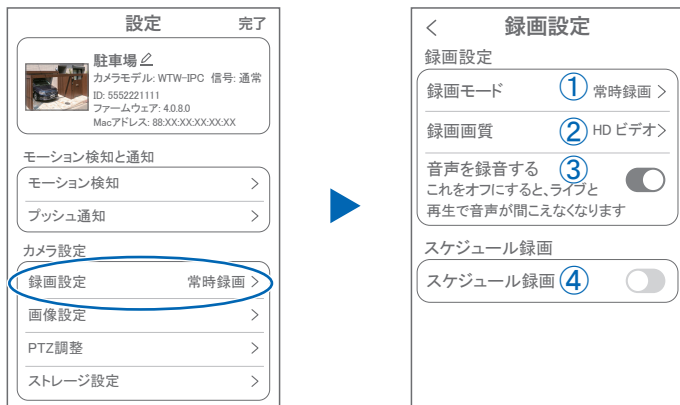 設定 完了
駐車場
カメラモデル: WTW-IPC 信号: 通常
ID: 5552221111
ファームウェア: 4.0.8.0
Macアドレス: 88:XX:XX:XX:XX:XX
モーション検知と通知
モーション検知 >
プッシュ通知 >
カメラ設定
録画設定 常時録画 >
画像設定 >
PTZ調整 >
ストレージ設定 >
< 録画設定
録画設定
録画モード ① 常時録画 >
録画画質 ② HD ビデオ>
音声を録音する ③
これをオフにすると、ライブと
再生で音声が聞こえなくなります
スケジュール録画
スケジュール録画 ④